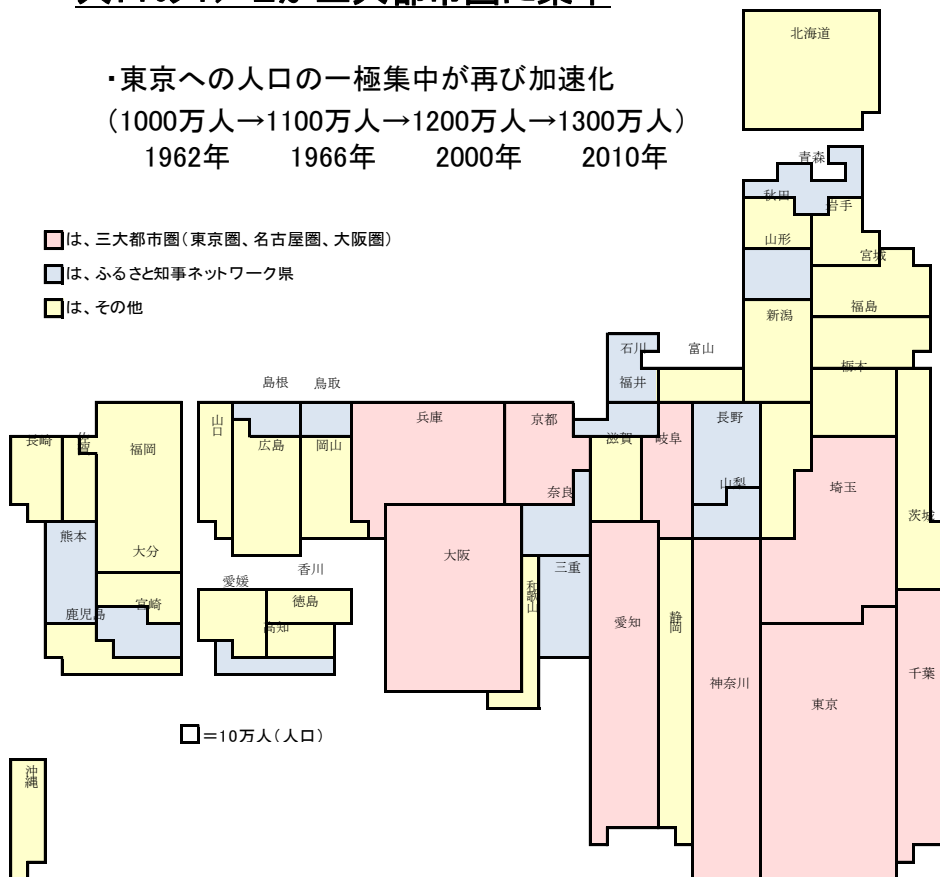 ・東京への人口の一極集中が再び加速化
(1000万人→1100万人→1200万人→1300万人)
1962年 1966年 2000年 2010年
は、三大都市圏(東京圏、名古屋圏、大阪圏)
は、ふるさと知事ネットワーク県
は、その他
北海道
青森
秋田
岩手
山形
宮城
福島
新潟
石川
富山
栃木
福井
島根
鳥取
兵庫
京都
長野
山口
広島
岡山
滋賀
岐阜
長崎
佐賀
福岡
奈良
山梨
埼玉
茨城
熊本
大分
大阪
三重
香川
愛媛
徳島
和歌山
宮崎
鹿児島
高知
愛知
静岡
神奈川
東京
千葉
=10万人(人口)
沖縄